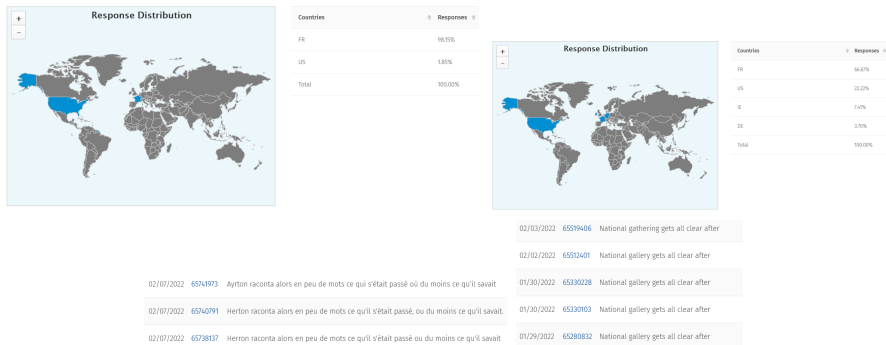 Response Distribution
+
−
Countries Responses
FR 98.15%
US 1.85%
Total 100.00%
Response Distribution
+
−
Countries Responses
FR 66.67%
US 22.22%
IE 7.41%
DE 3.70%
Total 100.00%
02/03/2022 65519406 National gathering gets all clear after
02/02/2022 65512401 National gallery gets all clear after
01/30/2022 65330228 National gallery gets all clear after
01/30/2022 65330103 National gallery gets all clear after
01/29/2022 65280832 National gallery gets all clear after
02/07/2022 65741973 Ayrton raconta alors en peu de mots ce qui s'était passé où du moins ce qu'il savait
02/07/2022 65740791 Herton raconta alors en peu de mots ce qu'il s'était passé, ou du moins ce qu'il savait.
02/07/2022 65738137 Herron raconta alors en peu de mots ce qu'il s'était passé ou du moins ce qu'il savait